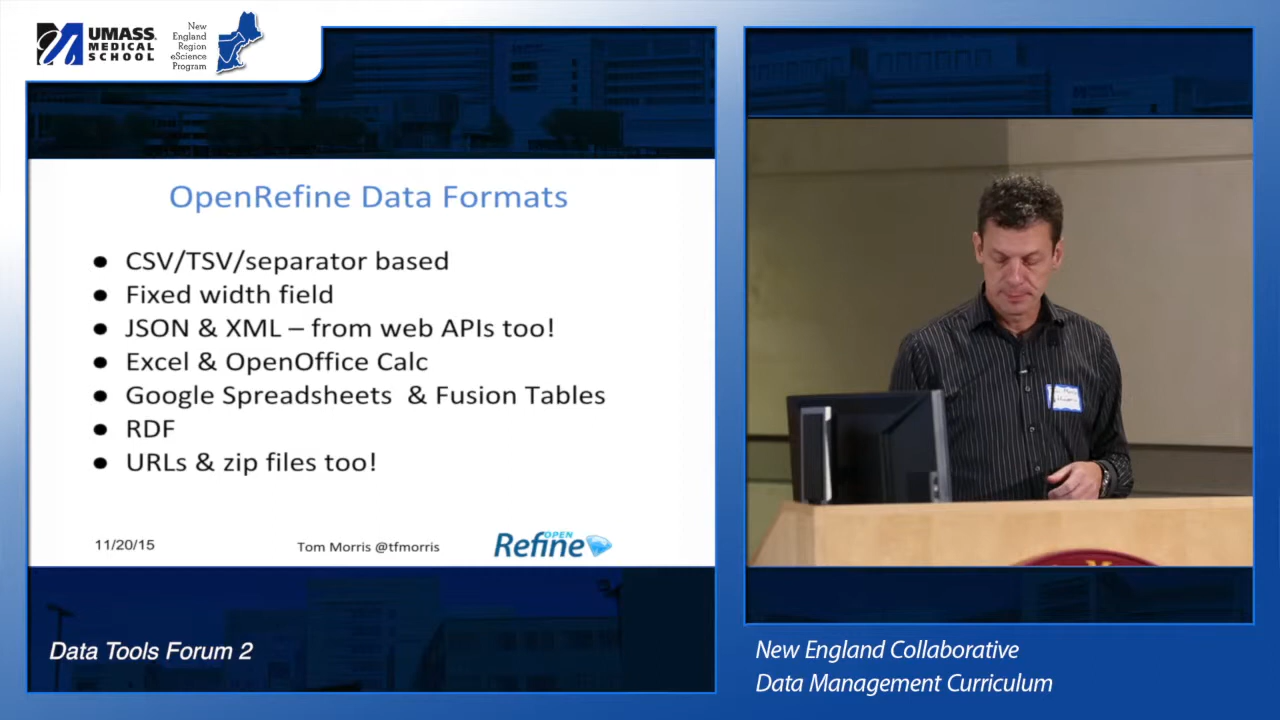 UMASS
MEDICAL
SCHOOL
New
England
Region
eScience
Program
OpenRefine Data Formats
● CSV/TSV/separator based
● Fixed width field
● JSON & XML – from web APIs too!
● Excel & OpenOffice Calc
● Google Spreadsheets & Fusion Tables
● RDF
● URLs & zip files too!
11/20/15
Tom Morris @tfmorris
OPEN
Refine
Data Tools Forum 2
New England Collaborative
Data Management Curriculum